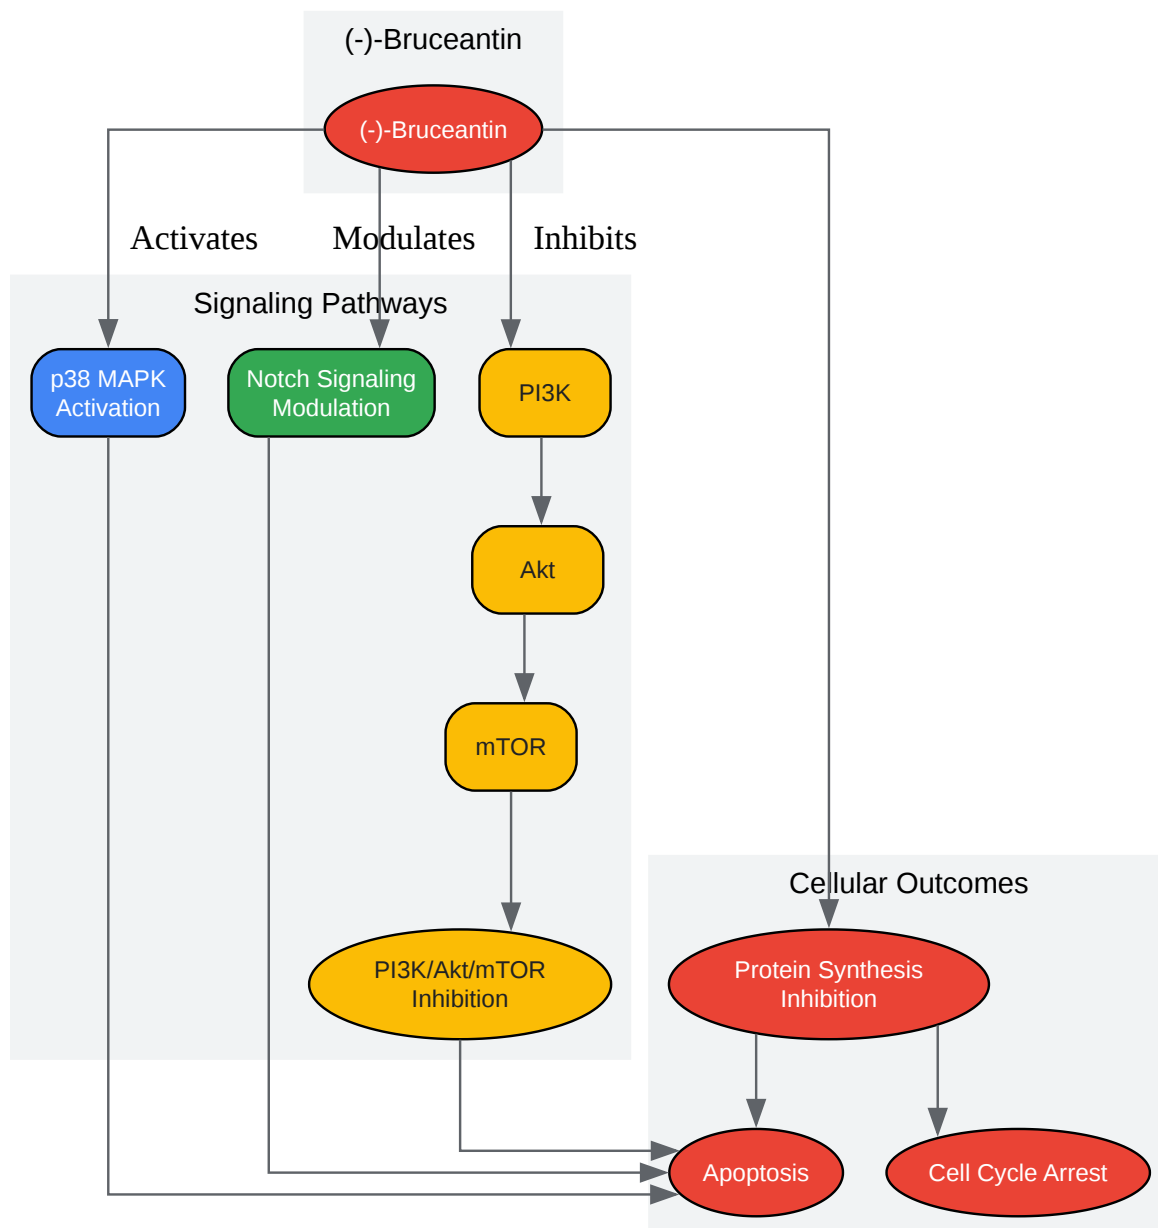 (-)-Bruceantin
(-)-Bruceantin
Activates
Modulates
Inhibits
Signaling Pathways
p38 MAPK
Activation
Notch Signaling
Modulation
PI3K
Akt
mTOR
PI3K/Akt/mTOR
Inhibition
Cellular Outcomes
Protein Synthesis
Inhibition
Apoptosis
Cell Cycle Arrest